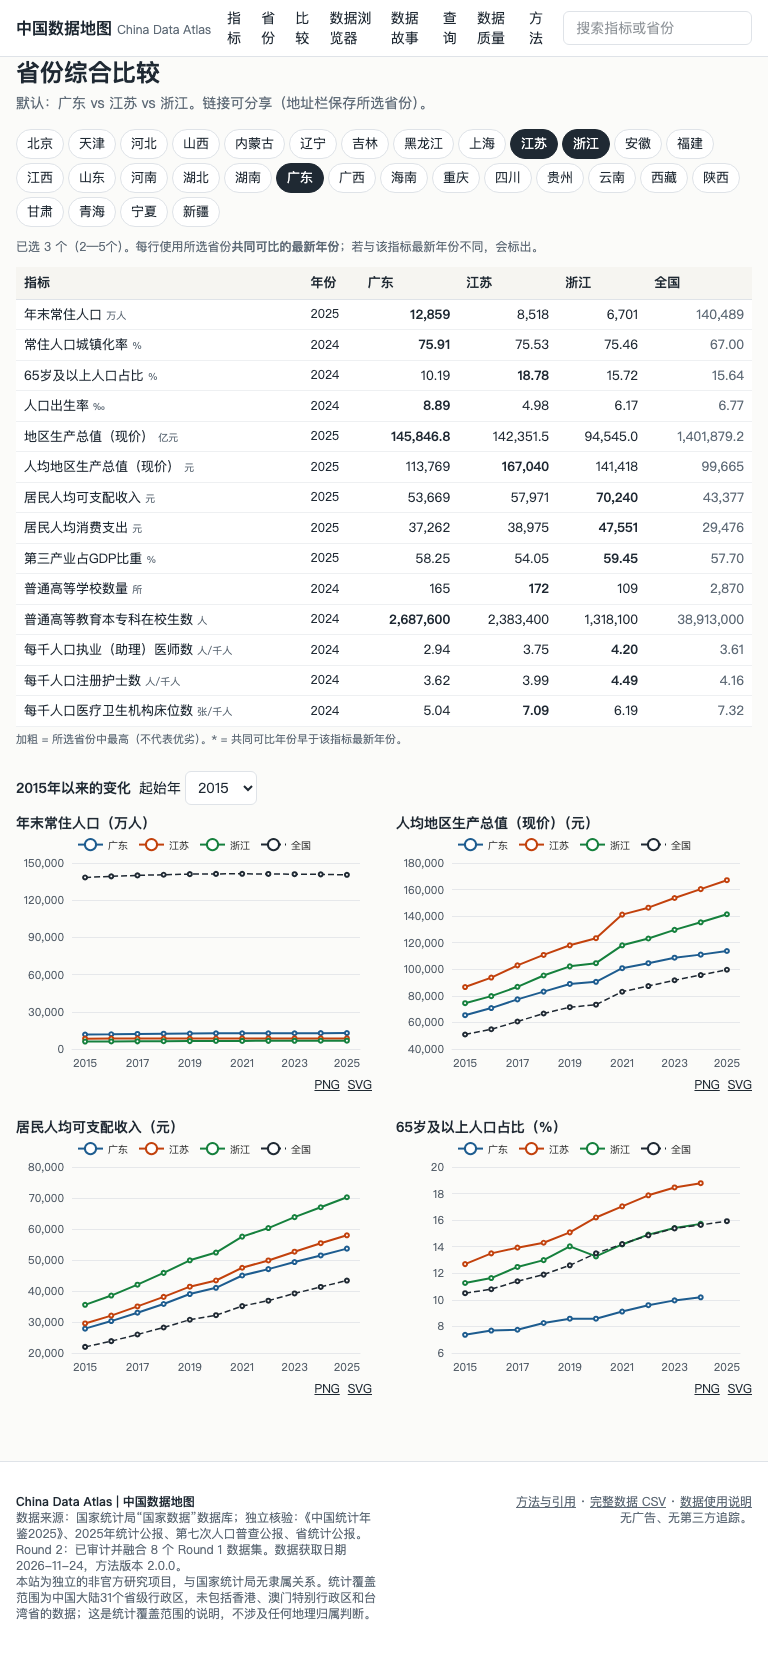 中国数据地图 China Data Atlas 指标 省份 比较 数据浏览器 数据故事 查询 数据质量 方法 搜索指标或省份
省份综合比较
默认：广东 vs 江苏 vs 浙江。链接可分享（地址栏保存所选省份）。
北京 天津 河北 山西 内蒙古 辽宁 吉林 黑龙江 上海 江苏 浙江 安徽 福建
江西 山东 河南 湖北 湖南 广东 广西 海南 重庆 四川 贵州 云南 西藏 陕西
甘肃 青海 宁夏 新疆
已选 3 个（2—5个）。每行使用所选省份共同可比的最新年份；若与该指标最新年份不同，会标出。
指标 年份 广东 江苏 浙江 全国
年末常住人口 万人 2025 12,859 8,518 6,701 140,489
常住人口城镇化率 % 2024 75.91 75.53 75.46 67.00
65岁及以上人口占比 % 2024 10.19 18.78 15.72 15.64
人口出生率 ‰ 2024 8.89 4.98 6.17 6.77
地区生产总值（现价） 亿元 2025 145,846.8 142,351.5 94,545.0 1,401,879.2
人均地区生产总值（现价） 元 2025 113,769 167,040 141,418 99,665
居民人均可支配收入 元 2025 53,669 57,971 70,240 43,377
居民人均消费支出 元 2025 37,262 38,975 47,551 29,476
第三产业占GDP比重 % 2025 58.25 54.05 59.45 57.70
普通高等学校数量 所 2024 165 172 109 2,870
普通高等教育本专科在校生数 人 2024 2,687,600 2,383,400 1,318,100 38,913,000
每千人口执业（助理）医师数 人/千人 2024 2.94 3.75 4.20 3.61
每千人口注册护士数 人/千人 2024 3.62 3.99 4.49 4.16
每千人口医疗卫生机构床位数 张/千人 2024 5.04 7.09 6.19 7.32
加粗 = 所选省份中最高（不代表优劣）。* = 共同可比年份早于该指标最新年份。
2015年以来的变化 起始年 2015
年末常住人口（万人）
广东 江苏 浙江 全国
150,000
120,000
90,000
60,000
30,000
0
2015 2017 2019 2021 2023 2025
PNG SVG
人均地区生产总值（现价）（元）
广东 江苏 浙江 全国
180,000
160,000
140,000
120,000
100,000
80,000
60,000
40,000
2015 2017 2019 2021 2023 2025
PNG SVG
居民人均可支配收入（元）
广东 江苏 浙江 全国
80,000
70,000
60,000
50,000
40,000
30,000
20,000
2015 2017 2019 2021 2023 2025
PNG SVG
65岁及以上人口占比（%）
广东 江苏 浙江 全国
20
18
16
14
12
10
8
6
2015 2017 2019 2021 2023 2025
PNG SVG
China Data Atlas | 中国数据地图
数据来源：国家统计局“国家数据”数据库；独立核验：《中国统计年
鉴2025》、2025年统计公报、第七次人口普查公报、省统计公报。
Round 2：已审计并融合 8 个 Round 1 数据集。数据获取日期
2026-11-24，方法版本 2.0.0。
本站为独立的非官方研究项目，与国家统计局无隶属关系。统计覆盖
范围为中国大陆31个省级行政区，未包括香港、澳门特别行政区和台
湾省的数据；这是统计覆盖范围的说明，不涉及任何地理归属判断。
方法与引用 · 完整数据 CSV · 数据使用说明
无广告、无第三方追踪。